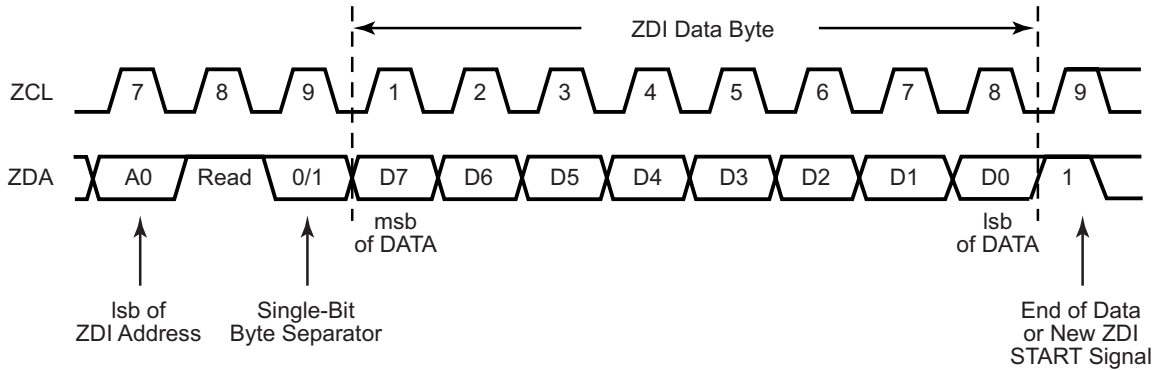 ZDI Data Byte
ZCL 7 8 9 1 2 3 4 5 6 7 8 9
ZDA A0 Read 0/1 D7 D6 D5 D4 D3 D2 D1 D0 1
msb
of DATA
lsb
of DATA
lsb of
ZDI Address
Single-Bit
Byte Separator
End of Data
or New ZDI
START Signal